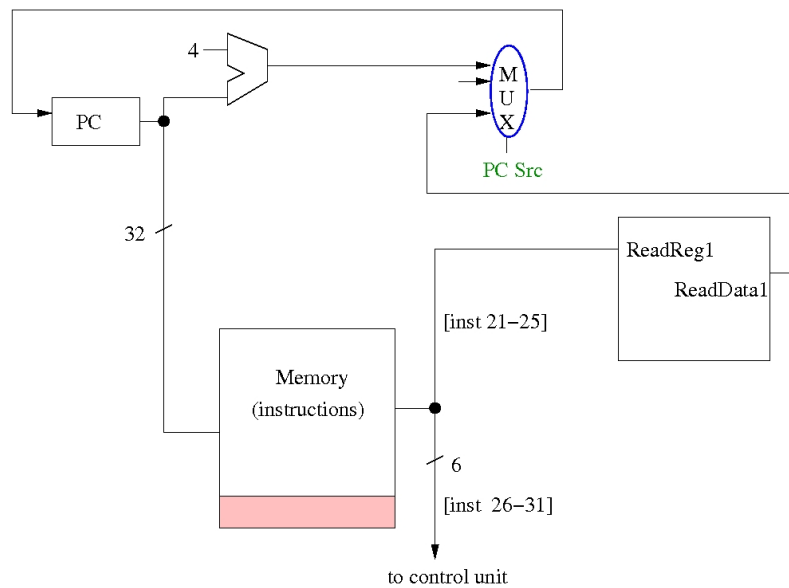 4
M
U
X
PC
PC Src
32
ReadReg1
ReadData1
[inst 21–25]
Memory
(instructions)
6
[inst 26–31]
to control unit